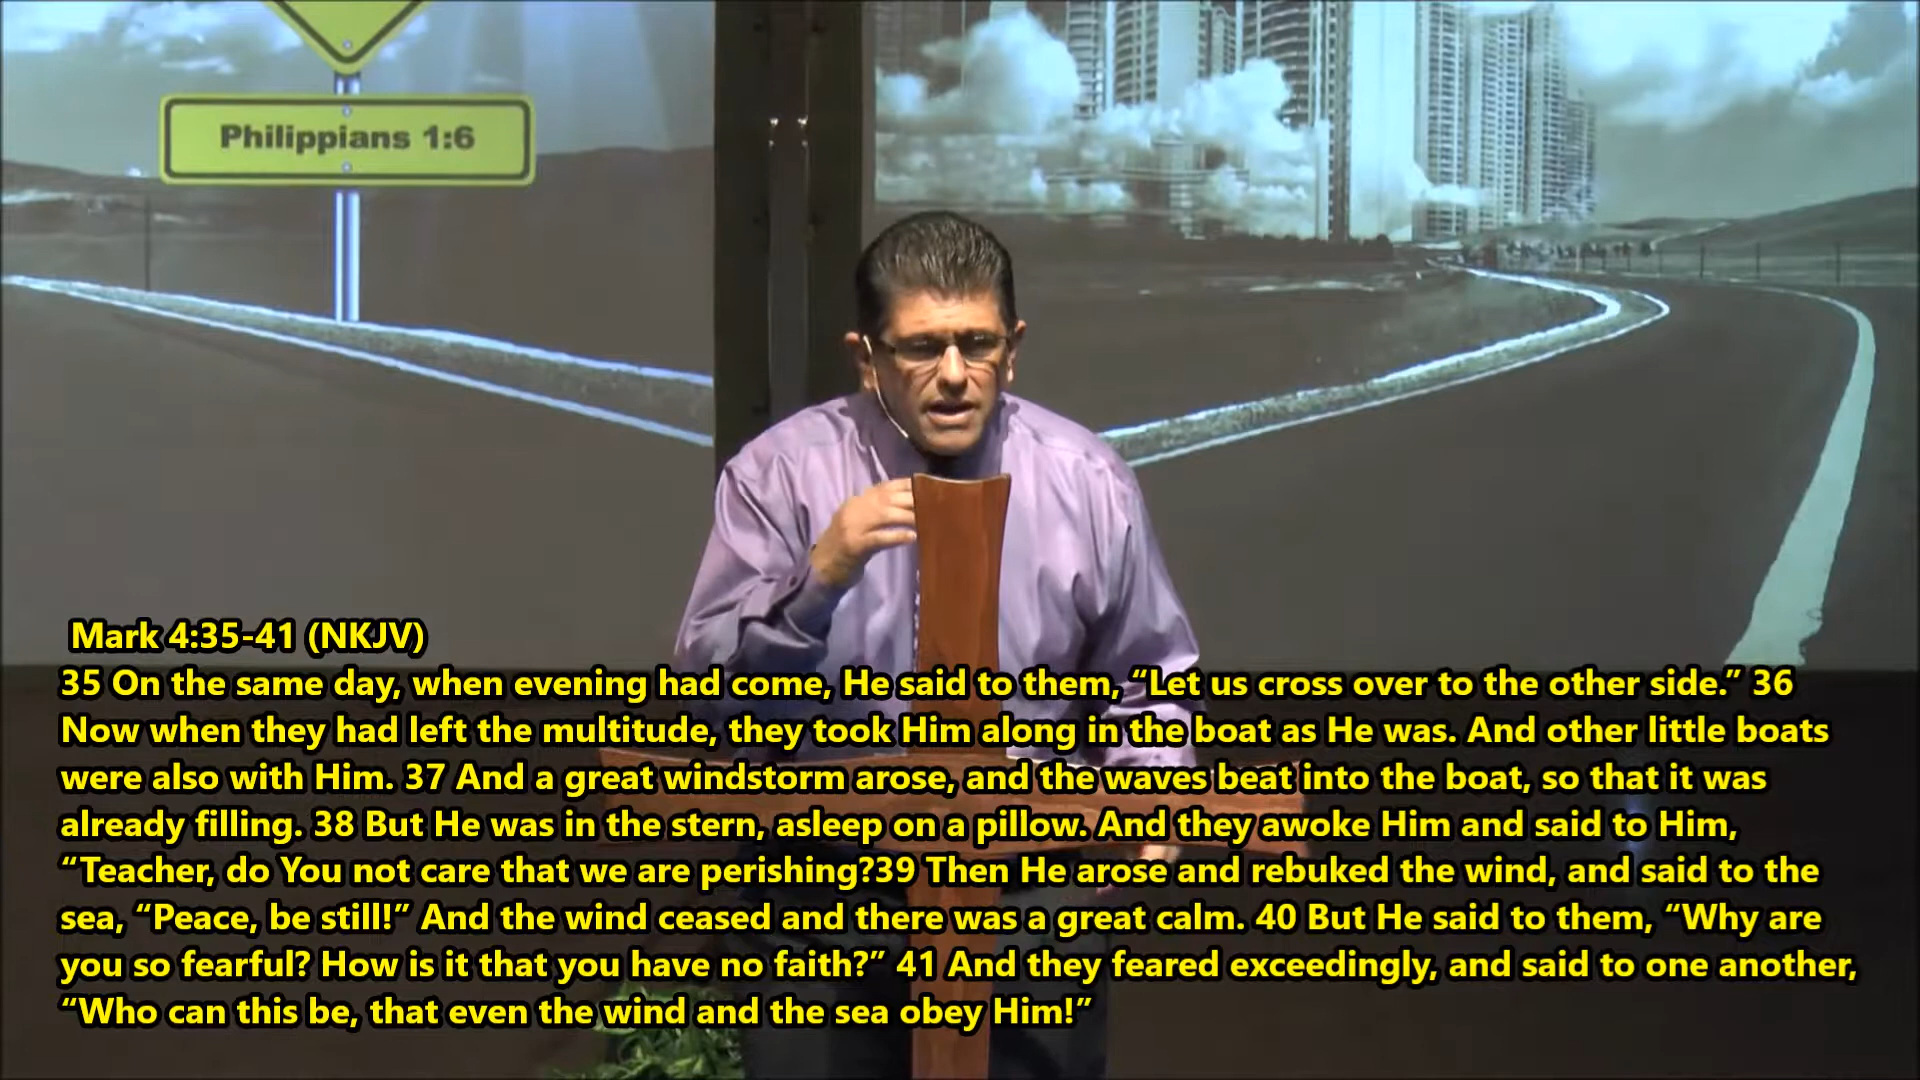 Philippians 1:6
Mark 4:35-41 (NKJV)
35 On the same day, when evening had come, He said to them, “Let us cross over to the other side.” 36
Now when they had left the multitude, they took Him along in the boat as He was. And other little boats
were also with Him. 37 And a great windstorm arose, and the waves beat into the boat, so that it was
already filling. 38 But He was in the stern, asleep on a pillow. And they awoke Him and said to Him,
“Teacher, do You not care that we are perishing?39 Then He arose and rebuked the wind, and said to the
sea, “Peace, be still!” And the wind ceased and there was a great calm. 40 But He said to them, “Why are
you so fearful? How is it that you have no faith?” 41 And they feared exceedingly, and said to one another,
“Who can this be, that even the wind and the sea obey Him!”